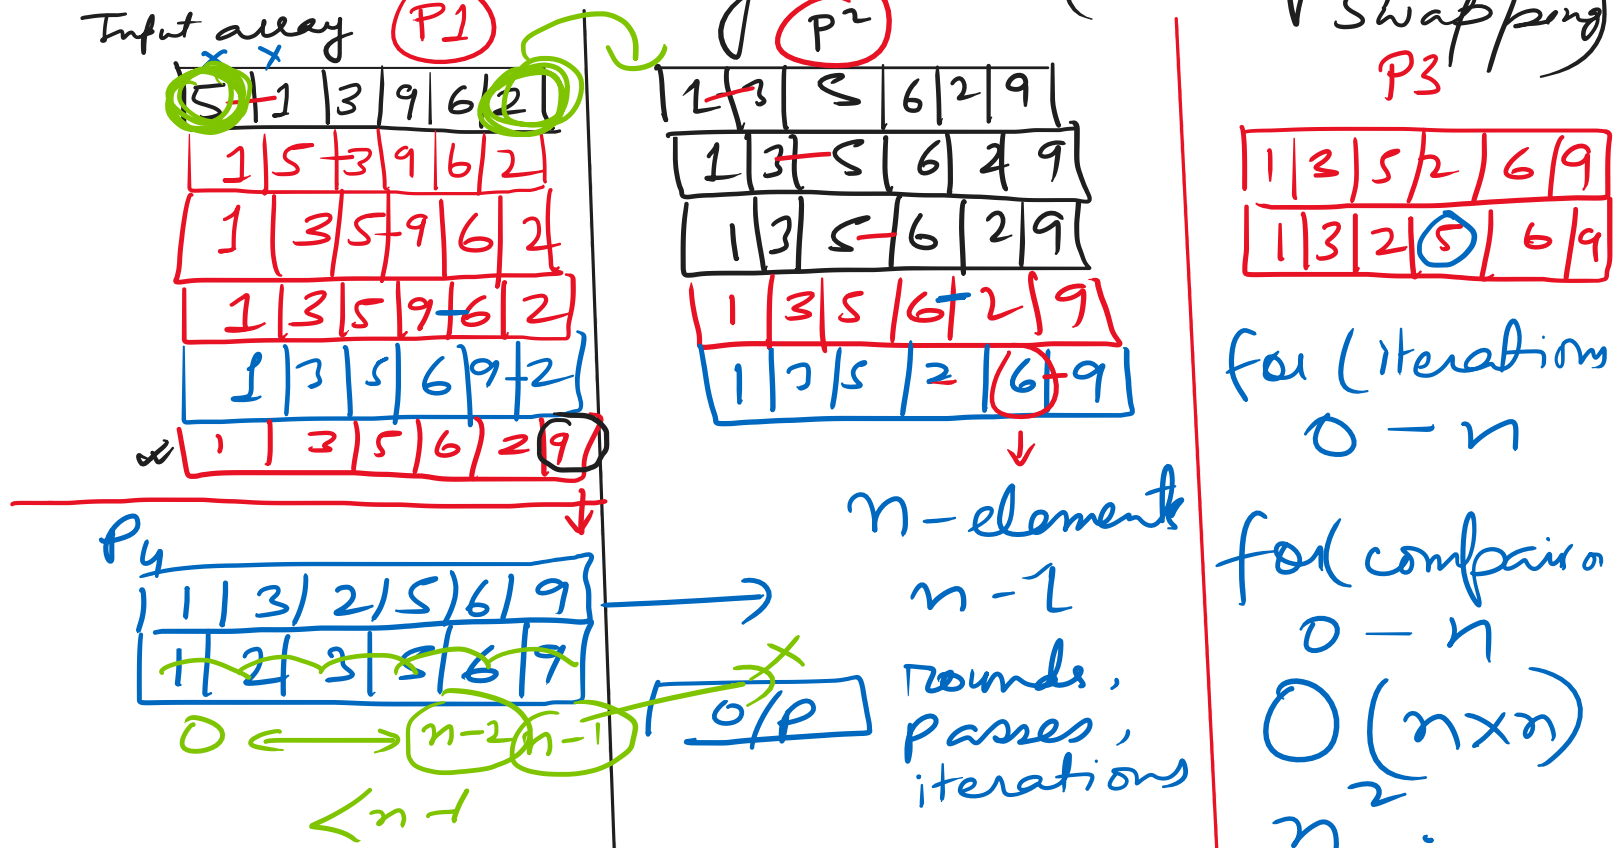 Input array P1
5 1 3 9 6 2
1 5 3 9 6 2
1 3 5 9 6 2
1 3 5 9 6 2
1 3 5 6 9 2
1 3 5 6 2 9
P4
1 3 2 5 6 9
1 2 3 5 6 9
0 n-2 n-1
<n-1
P2
1 3 5 6 2 9
1 3 5 6 2 9
1 3 5 6 2 9
1 3 5 6 2 9
1 3 5 2 6 9
n-elements
n-1
rounds,
passes,
iterations
O/P
swapping
P3
1 3 5 2 6 9
1 3 2 5 6 9
for (iterations
0 - n
for (compairon
0 - n
O(n×n)
n2